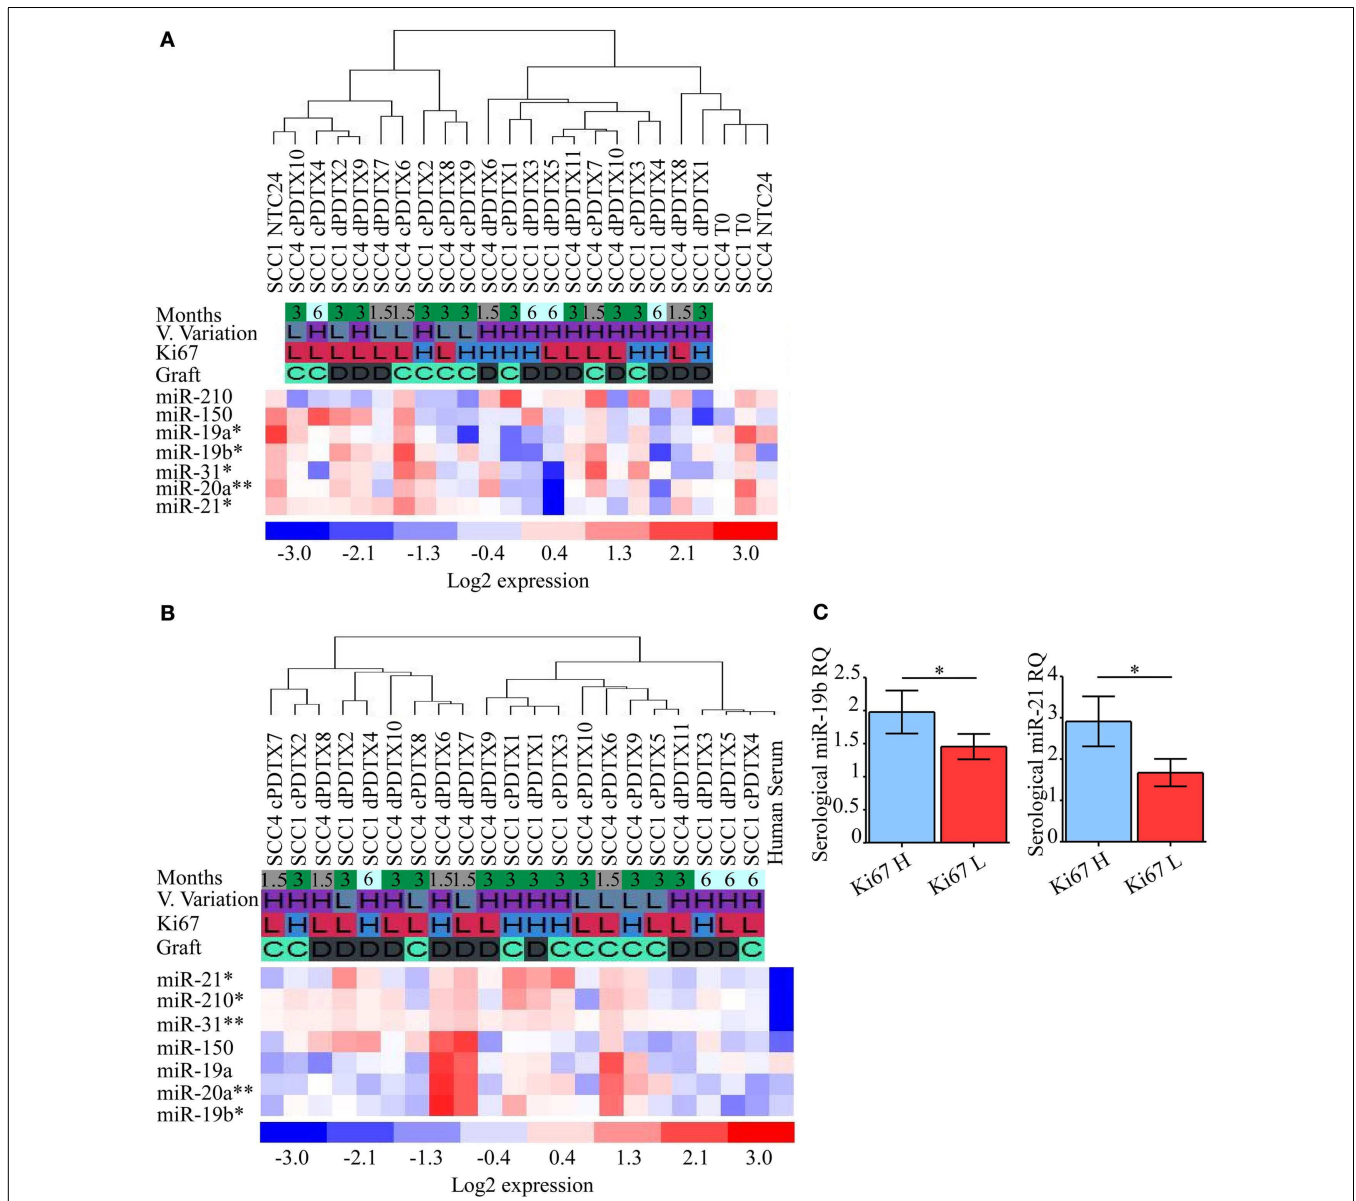 A
SCC1 NTC24
SCC4 cPDTX10
SCC1 cPDTX4
SCC1 dPDTX2
SCC4 dPDTX9
SCC4 dPDTX7
SCC4 cPDTX6
SCC1 cPDTX2
SCC4 cPDTX8
SCC4 cPDTX9
SCC4 dPDTX6
SCC1 cPDTX1
SCC1 dPDTX3
SCC1 dPDTX5
SCC4 dPDTX11
SCC4 cPDTX7
SCC4 dPDTX10
SCC1 cPDTX3
SCC1 dPDTX4
SCC4 dPDTX8
SCC1 dPDTX1
SCC4 T0
SCC1 T0
SCC4 NTC24
Months 3 6 3 3 1.5 1.5 3 3 3 1.5 3 6 6 3 1.5 3 3 6 1.5 3
V. Variation L H L H L L H L L H H H H H H H H H H H
Ki67 L L L L L L H L H H H H L L L L H H L H
Graft C C D D D C C C C D C D D D C D C D D D
miR-210
miR-150
miR-19a*
miR-19b*
miR-31*
miR-20a**
miR-21*
-3.0 -2.1 -1.3 -0.4 0.4 1.3 2.1 3.0
Log2 expression
B
SCC4 cPDTX7
SCC1 cPDTX2
SCC4 dPDTX8
SCC1 dPDTX2
SCC1 dPDTX4
SCC4 dPDTX10
SCC4 cPDTX8
SCC4 dPDTX6
SCC4 dPDTX7
SCC4 dPDTX9
SCC1 cPDTX1
SCC1 dPDTX1
SCC1 cPDTX3
SCC4 cPDTX10
SCC4 cPDTX6
SCC4 cPDTX9
SCC1 cPDTX5
SCC4 dPDTX11
SCC1 dPDTX3
SCC1 dPDTX5
SCC1 cPDTX4
Human Serum
Months 1.5 3 1.5 3 6 3 3 1.5 1.5 3 3 3 3 3 1.5 3 3 3 6 6 6
V. Variation H H H L H H L H L H H H H L L L L H H H H
Ki67 L H L L H L L H L L H H H L L H L L H L L
Graft C C D D D D C D D D C D C C C C C D D D C
miR-21*
miR-210*
miR-31**
miR-150
miR-19a
miR-20a**
miR-19b*
-3.0 -2.1 -1.3 -0.4 0.4 1.3 2.1 3.0
Log2 expression
C
Serological miR-19b RQ
2.5
2
1.5
1
0.5
0
*
Ki67 H
Ki67 L
Serological miR-21 RQ
4
3
2
1
0
*
Ki67 H
Ki67 L